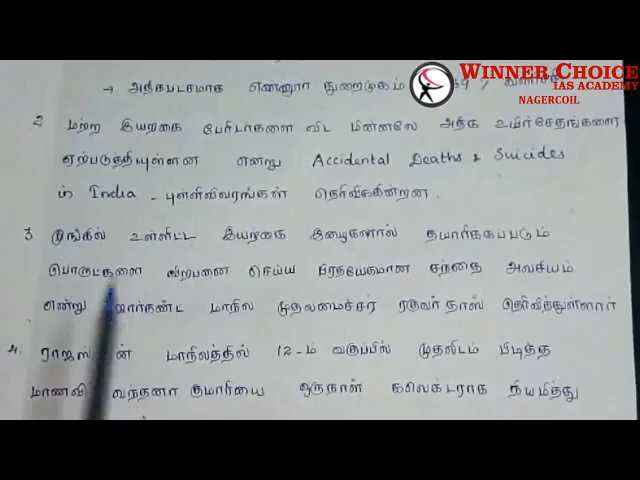 WINNER CHOICE
IAS ACADEMY
NAGERCOIL
→ அதிகபட்சமாக எண்ணூர் துறைமுகம்
2 மற்ற இயற்கை பேரிடர்களை விட மின்னலே அதிக உயிர்சேதங்களை
ஏற்படுத்தியுள்ளன என்று Accidental Deaths & Suicides
in India - புள்ளிவிவரங்கள் தெரிவிக்கின்றன.
3 மூங்கில் உள்ளிட்ட இயற்கை இழைகளால் தயாரிக்கப்படும்
பொருட்களை விற்பனை செய்ய பிரத்யேகமான சந்தை அவசியம்
என்று ஜார்கண்ட் மாநில முதலமைச்சர் ரகுவர் தாஸ் தெரிவித்துள்ளார்
4. மாநிலத்தில் 12-ம் வகுப்பில் முதலிடம் பிடித்த
மாணவி வந்தனா குமாரியை ஒருநாள் கலெக்டராக நியமித்து